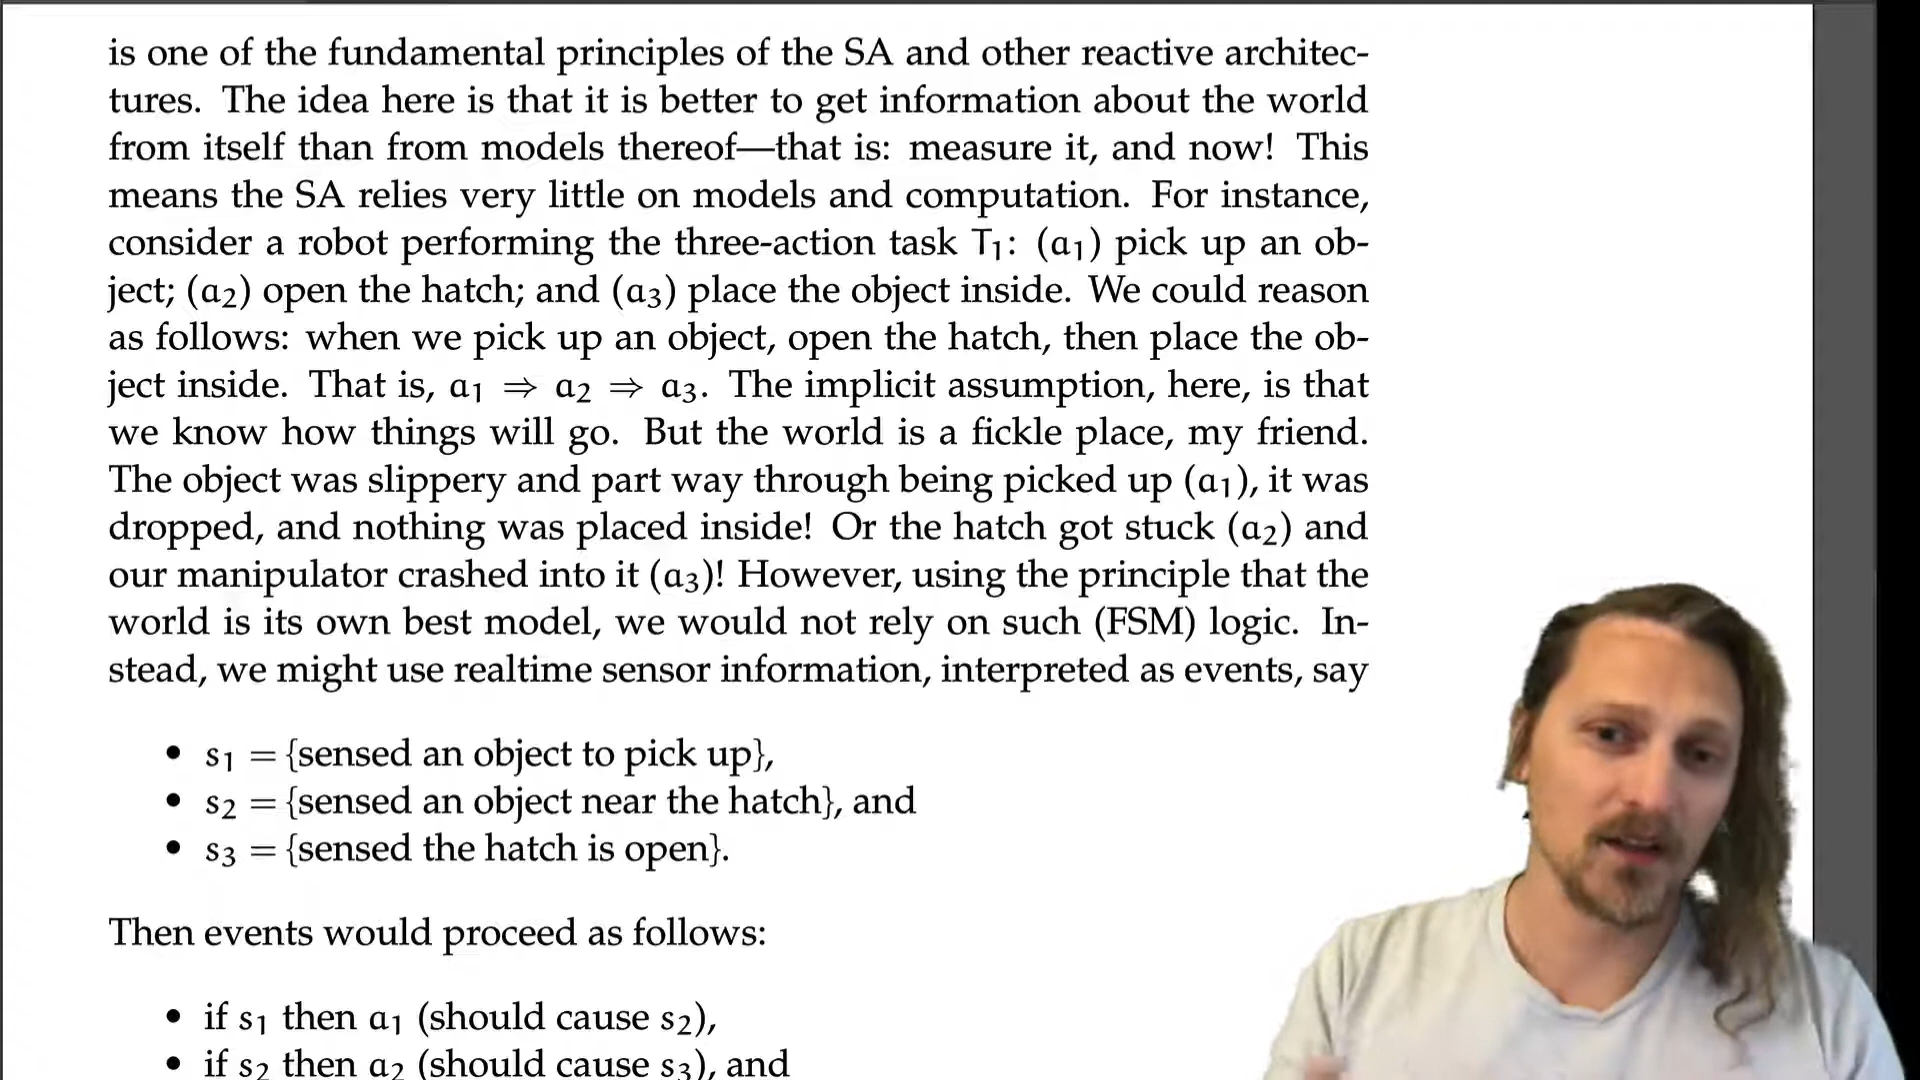 is one of the fundamental principles of the SA and other reactive architec-
tures. The idea here is that it is better to get information about the world
from itself than from models thereof—that is: measure it, and now! This
means the SA relies very little on models and computation. For instance,
consider a robot performing the three-action task T₁: (a₁) pick up an ob-
ject; (a₂) open the hatch; and (a₃) place the object inside. We could reason
as follows: when we pick up an object, open the hatch, then place the ob-
ject inside. That is, a₁ ⇒ a₂ ⇒ a₃. The implicit assumption, here, is that
we know how things will go. But the world is a fickle place, my friend.
The object was slippery and part way through being picked up (a₁), it was
dropped, and nothing was placed inside! Or the hatch got stuck (a₂) and
our manipulator crashed into it (a₃)! However, using the principle that the
world is its own best model, we would not rely on such (FSM) logic. In-
stead, we might use realtime sensor information, interpreted as events, say
• s₁ = {sensed an object to pick up},
• s₂ = {sensed an object near the hatch}, and
• s₃ = {sensed the hatch is open}.
Then events would proceed as follows:
• if s₁ then a₁ (should cause s₂),
• if s₂ then a₂ (should cause s₃), and